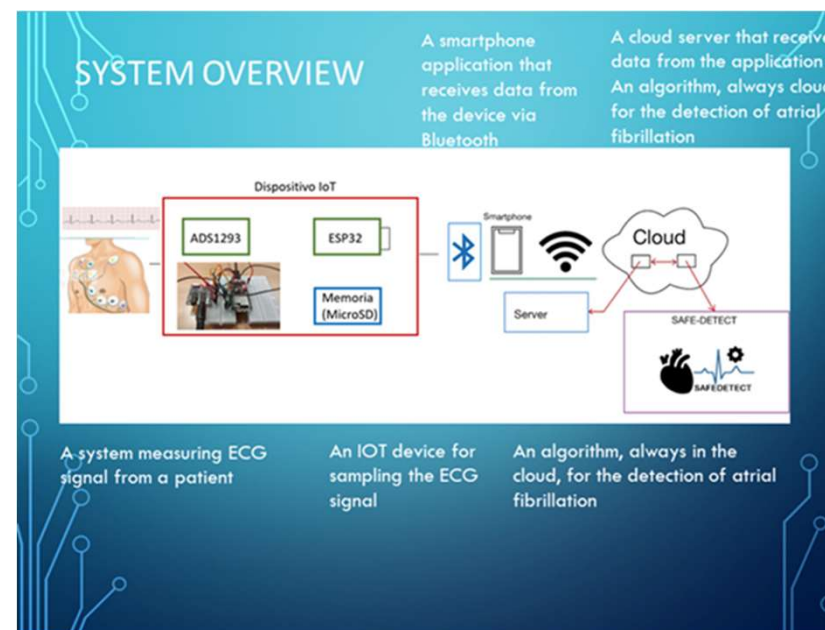 SYSTEM OVERVIEW
A smartphone
application that
receives data from
the device via
Bluetooth
A cloud server that receive
data from the application
An algorithm, always cloud
for the detection of atrial
fibrillation
Dispositivo IoT
ADS1293
ESP32
Memoria
(MicroSD)
Smartphone
Cloud
Server
SAFE-DETECT
SAFEDETECT
A system measuring ECG
signal from a patient
An IOT device for
sampling the ECG
signal
An algorithm, always in the
cloud, for the detection of atrial
fibrillation